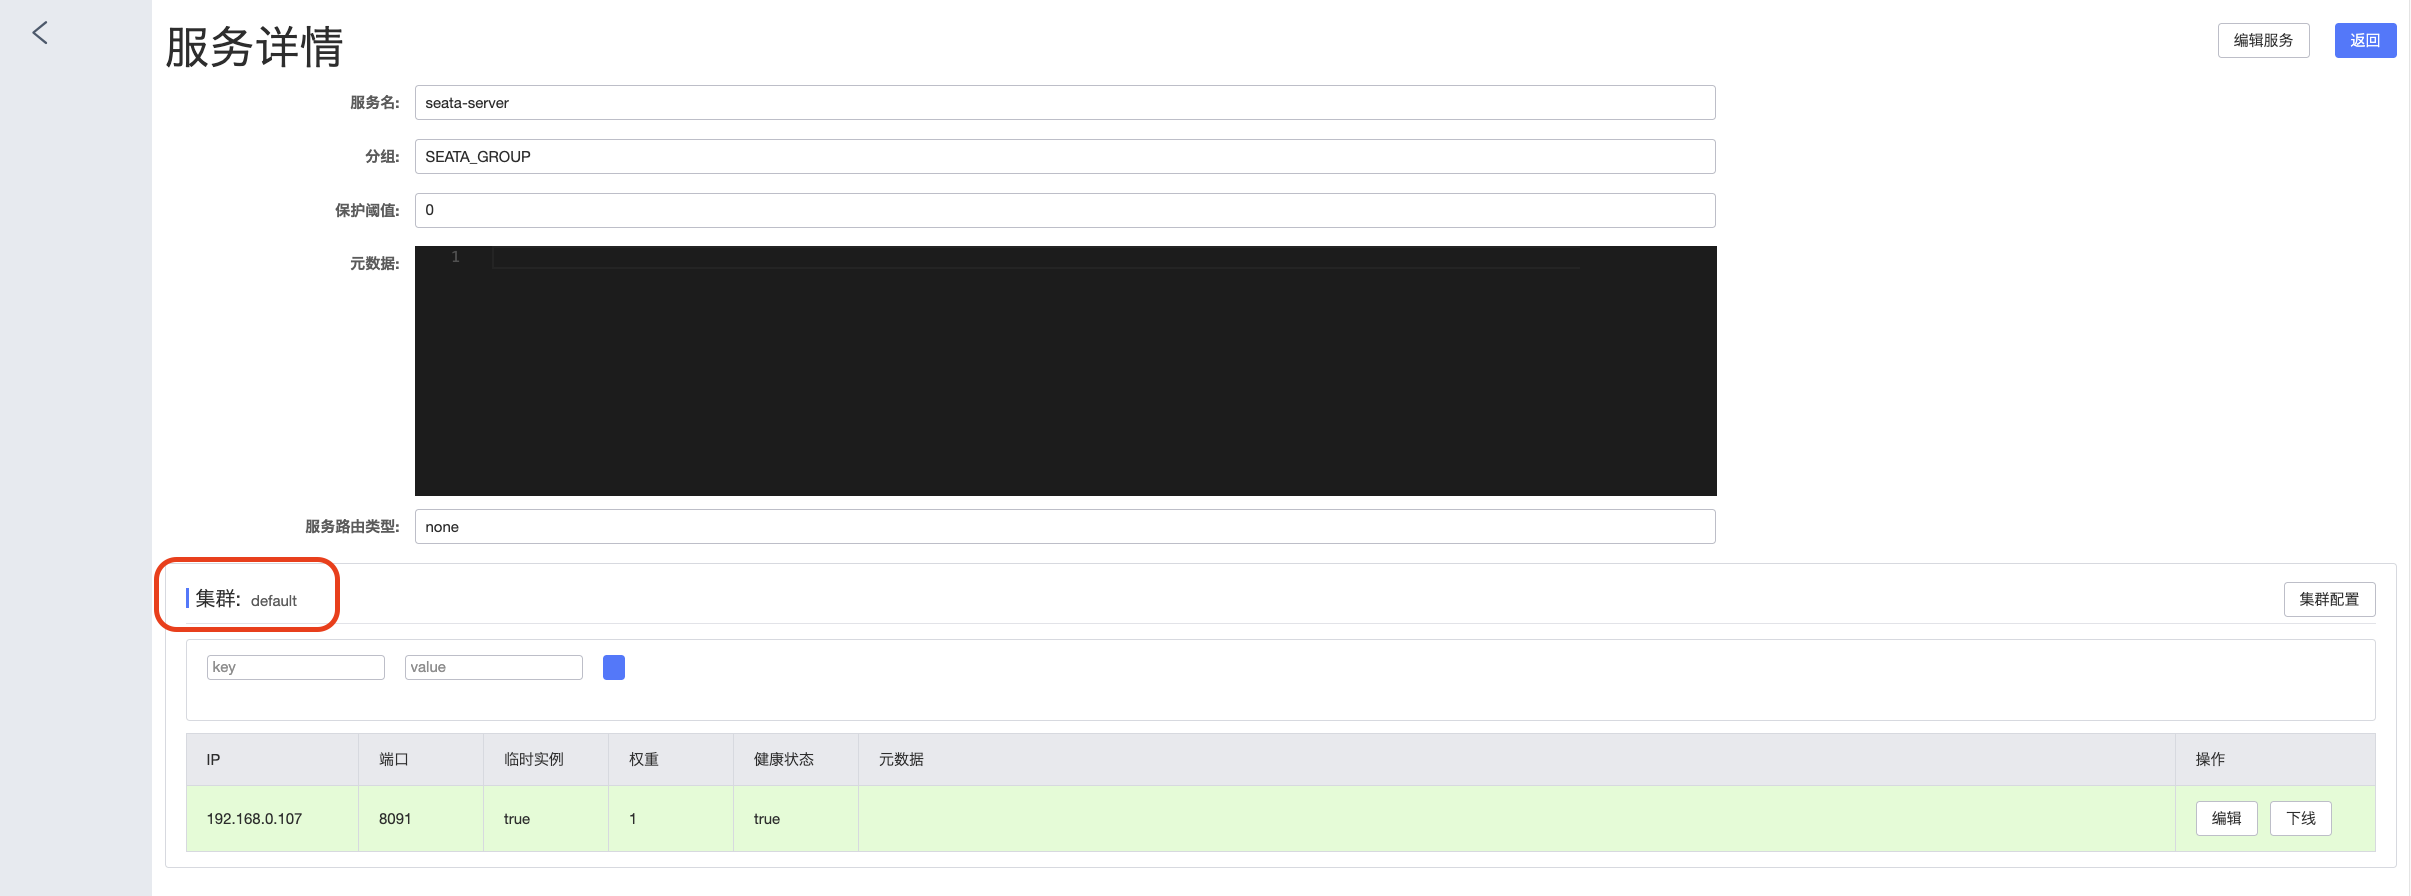 服务详情
编辑服务
返回
服务名: seata-server
分组: SEATA_GROUP
保护阈值: 0
元数据: 1
服务路由类型: none
集群: default
集群配置
key value
IP 端口 临时实例 权重 健康状态 元数据 操作
192.168.0.107 8091 true 1 true 编辑 下线